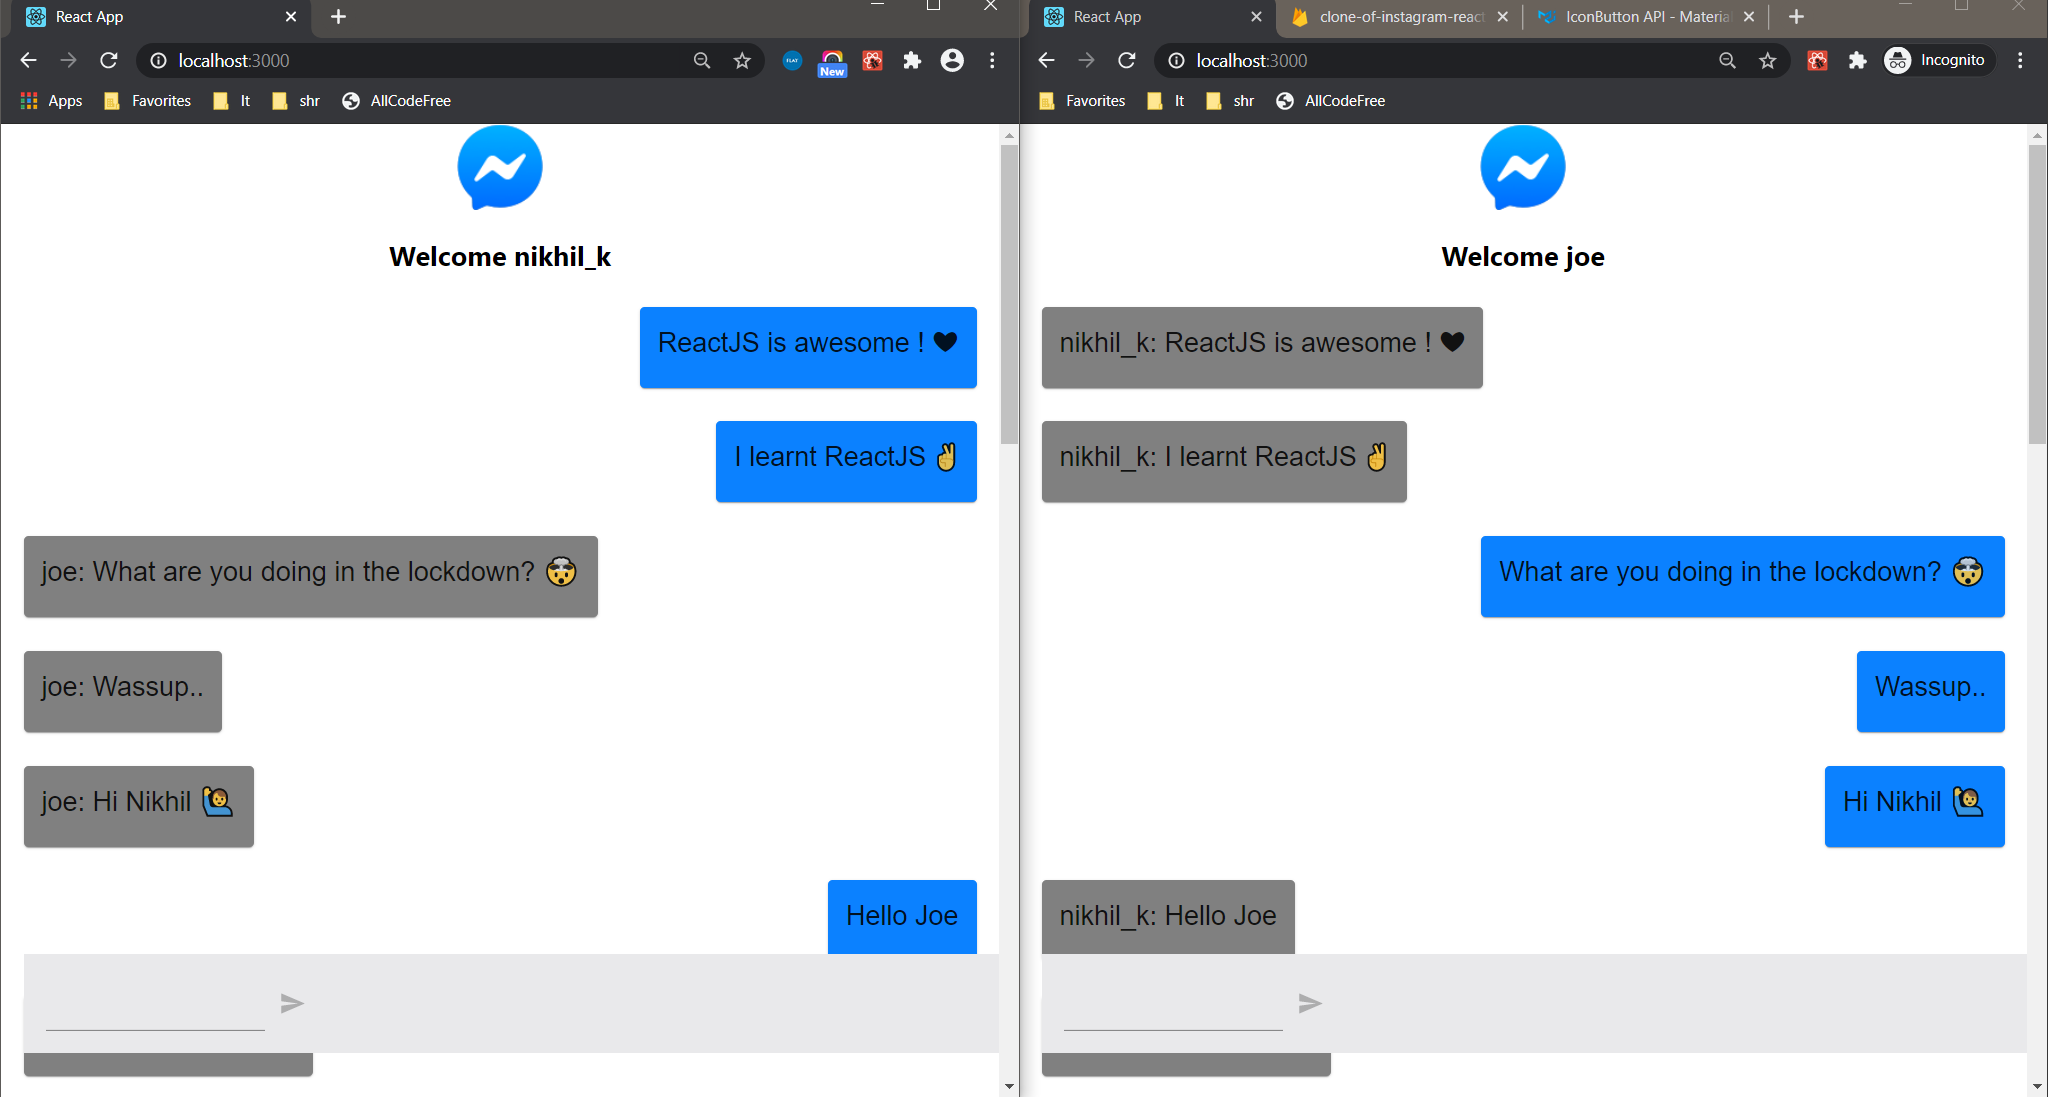 React App
localhost:3000
FLAT
New
Apps
Favorites
It
shr
AllCodeFree
Welcome nikhil_k
ReactJS is awesome ! 🖤
I learnt ReactJS ✌
joe: What are you doing in the lockdown? 🤯
joe: Wassup..
joe: Hi Nikhil 🙋‍♂️
Hello Joe
React App
clone-of-instagram-react
IconButton API - Materia
localhost:3000
Incognito
Favorites
It
shr
AllCodeFree
Welcome joe
nikhil_k: ReactJS is awesome ! 🖤
nikhil_k: I learnt ReactJS ✌
What are you doing in the lockdown? 🤯
Wassup..
Hi Nikhil 🙋‍♂️
nikhil_k: Hello Joe